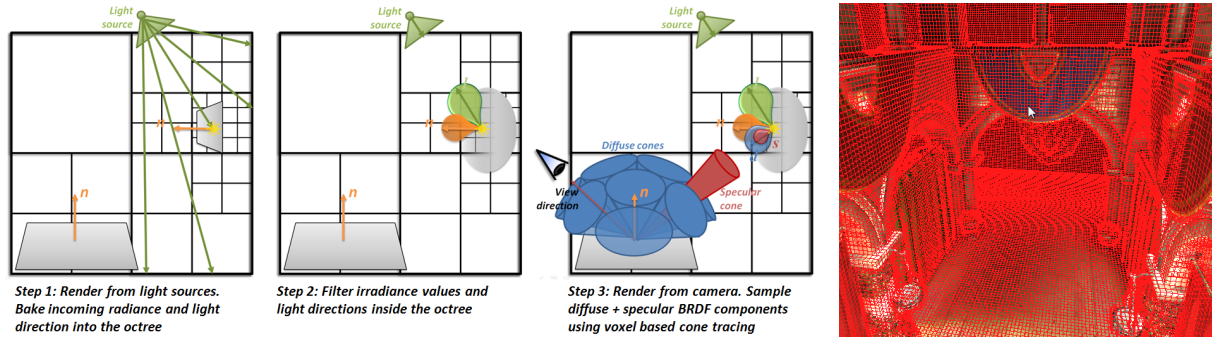 Light
source
n
n
Step 1: Render from light sources.
Bake incoming radiance and light
direction into the octree
Light
source
l
n
n
Step 2: Filter irradiance values and
light directions inside the octree
Light
source
l
n
s
d
Diffuse cones
n
View
direction
Specular
cone
Step 3: Render from camera. Sample
diffuse + specular BRDF components
using voxel based cone tracing